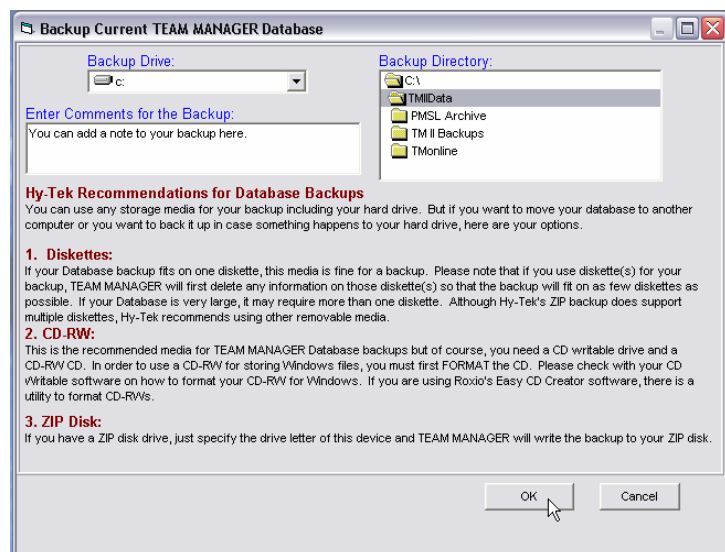 Backup Current TEAM MANAGER Database
Backup Drive:
c:
Enter Comments for the Backup:
You can add a note to your backup here.
Backup Directory:
C:\
TMIIData
PMSL Archive
TM II Backups
TMonline
Hy-Tek Recommendations for Database Backups
You can use any storage media for your backup including your hard drive. But if you want to move your database to another
computer or you want to back it up in case something happens to your hard drive, here are your options.
1. Diskettes:
If your Database backup fits on one diskette, this media is fine for a backup. Please note that if you use diskette(s) for your
backup, TEAM MANAGER will first delete any information on those diskette(s) so that the backup will fit on as few diskettes as
possible. If your Database is very large, it may require more than one diskette. Although Hy-Tek's ZIP backup does support
multiple diskettes, Hy-Tek recommends using other removable media.
2. CD-RW:
This is the recommended media for TEAM MANAGER Database backups but of course, you need a CD writable drive and a
CD-RW CD. In order to use a CD-RW for storing Windows files, you must first FORMAT the CD. Please check with your CD
Writable software on how to format your CD-RW for Windows. If you are using Roxio's Easy CD Creator software, there is a
utility to format CD-RWs.
3. ZIP Disk:
If you have a ZIP disk drive, just specify the drive letter of this device and TEAM MANAGER will write the backup to your ZIP disk.
OK
Cancel